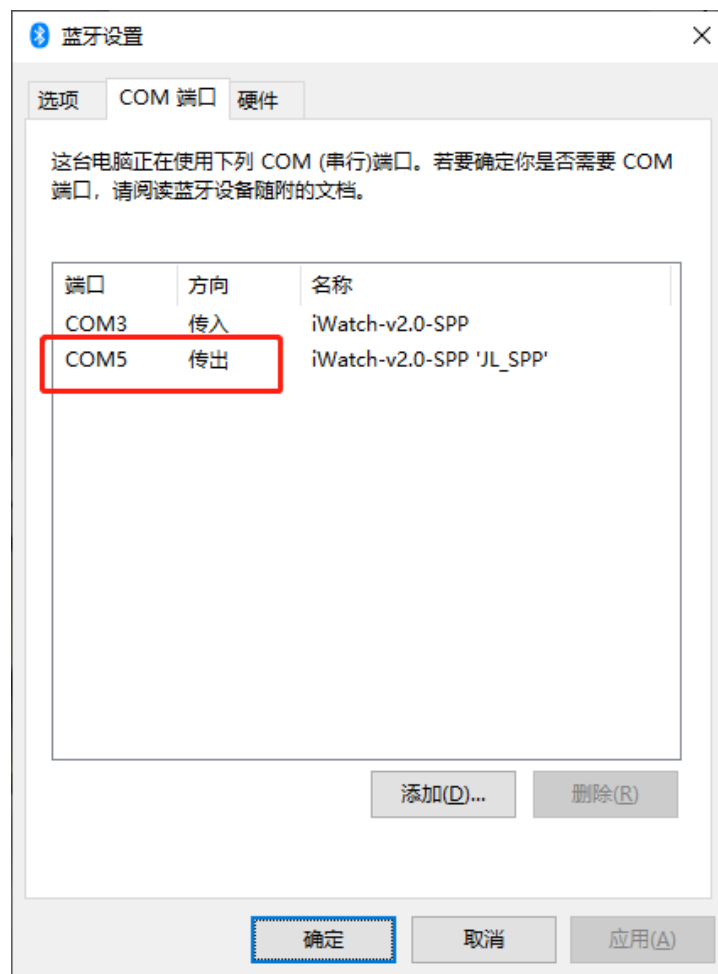 蓝牙设置
选项 COM 端口 硬件
这台电脑正在使用下列 COM (串行)端口。若要确定你是否需要 COM
端口，请阅读蓝牙设备随附的文档。
端口 方向 名称
COM3 传入 iWatch-v2.0-SPP
COM5 传出 iWatch-v2.0-SPP 'JL_SPP'
添加(D)... 删除(R)
确定 取消 应用(A)